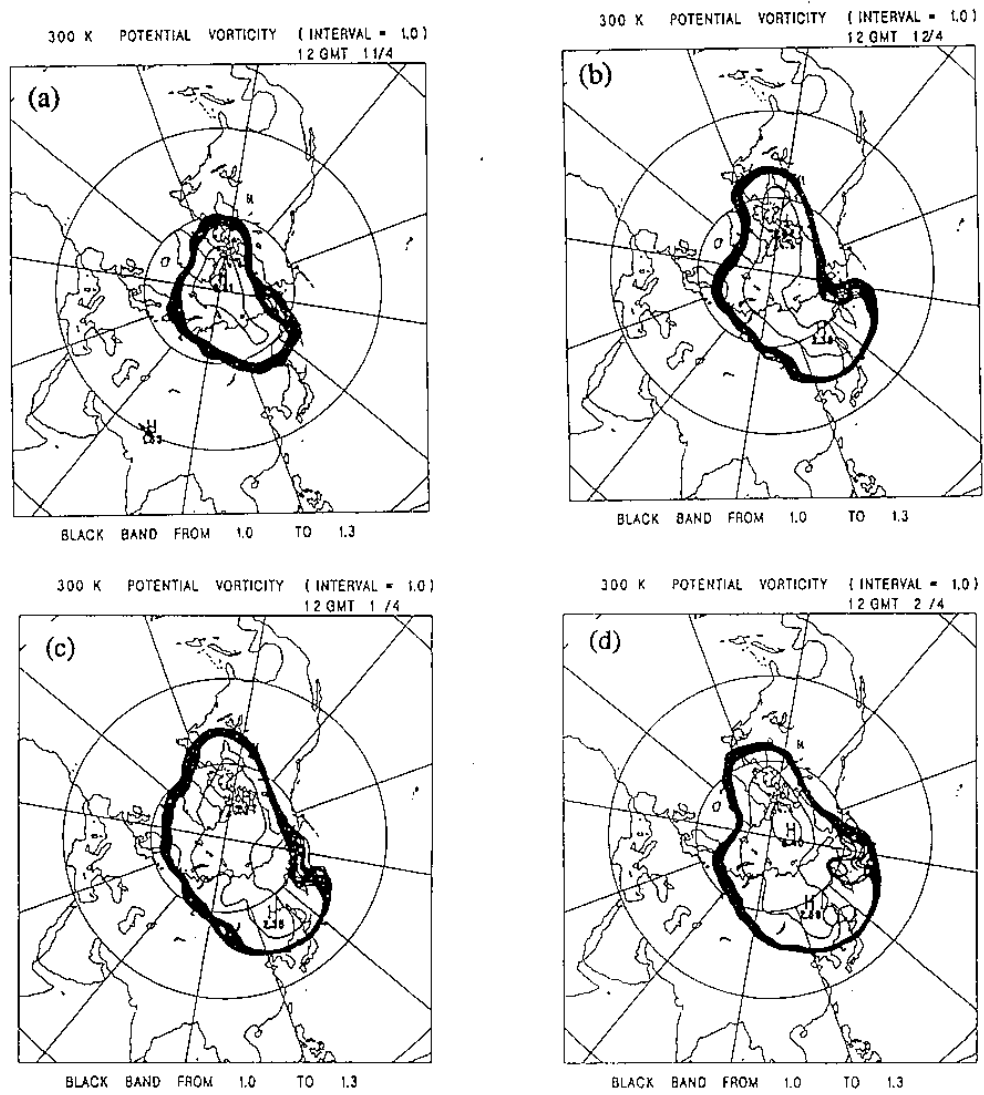 300 K POTENTIAL VORTICITY ( INTERVAL = 1.0 )
12 GMT 11/4
(a)
H
BLACK BAND FROM 1.0 TO 1.3
300 K POTENTIAL VORTICITY ( INTERVAL = 1.0 )
12 GMT 12/4
(b)
H
BLACK BAND FROM 1.0 TO 1.3
300 K POTENTIAL VORTICITY ( INTERVAL = 1.0 )
12 GMT 1 /4
(c)
H
BLACK BAND FROM 1.0 TO 1.3
300 K POTENTIAL VORTICITY ( INTERVAL = 1.0 )
12 GMT 2 /4
(d)
H
H
BLACK BAND FROM 1.0 TO 1.3